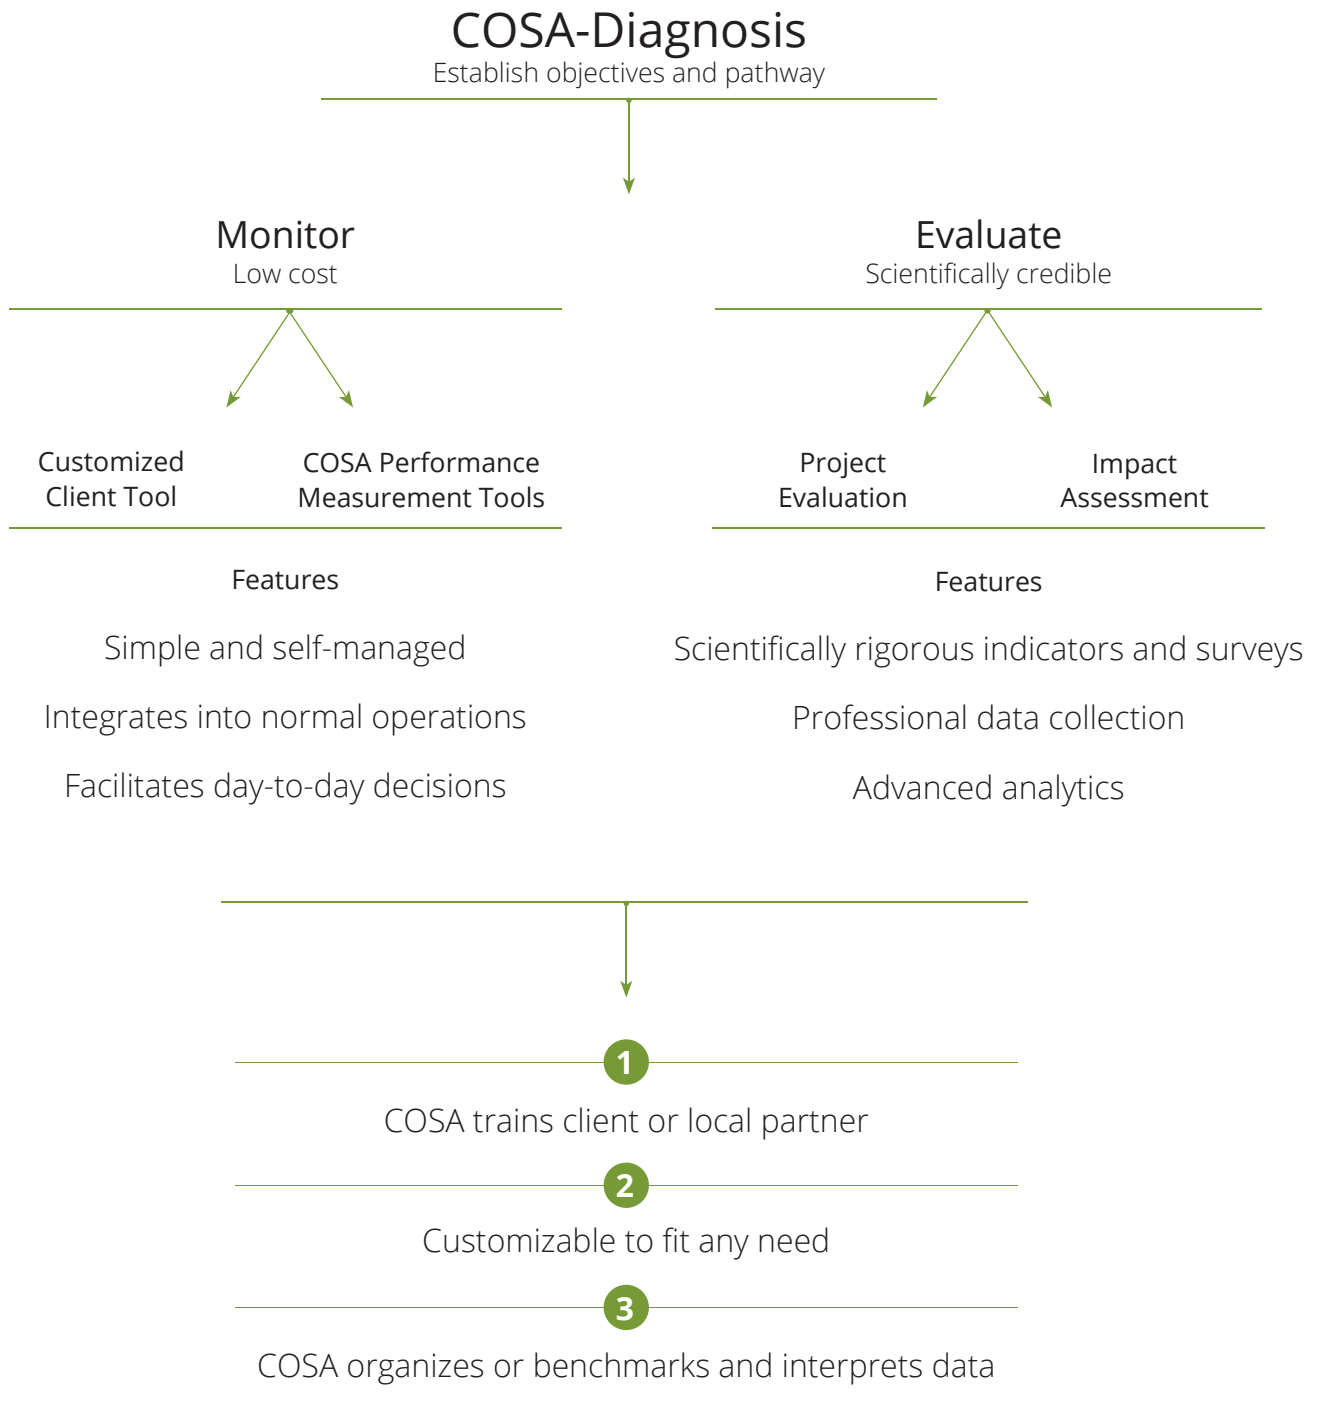 COSA-Diagnosis
Establish objectives and pathway
Monitor
Low cost
Customized
Client Tool
COSA Performance
Measurement Tools
Features
Simple and self-managed
Integrates into normal operations
Facilitates day-to-day decisions
Evaluate
Scientifically credible
Project
Evaluation
Impact
Assessment
Features
Scientifically rigorous indicators and surveys
Professional data collection
Advanced analytics
1
COSA trains client or local partner
2
Customizable to fit any need
3
COSA organizes or benchmarks and interprets data